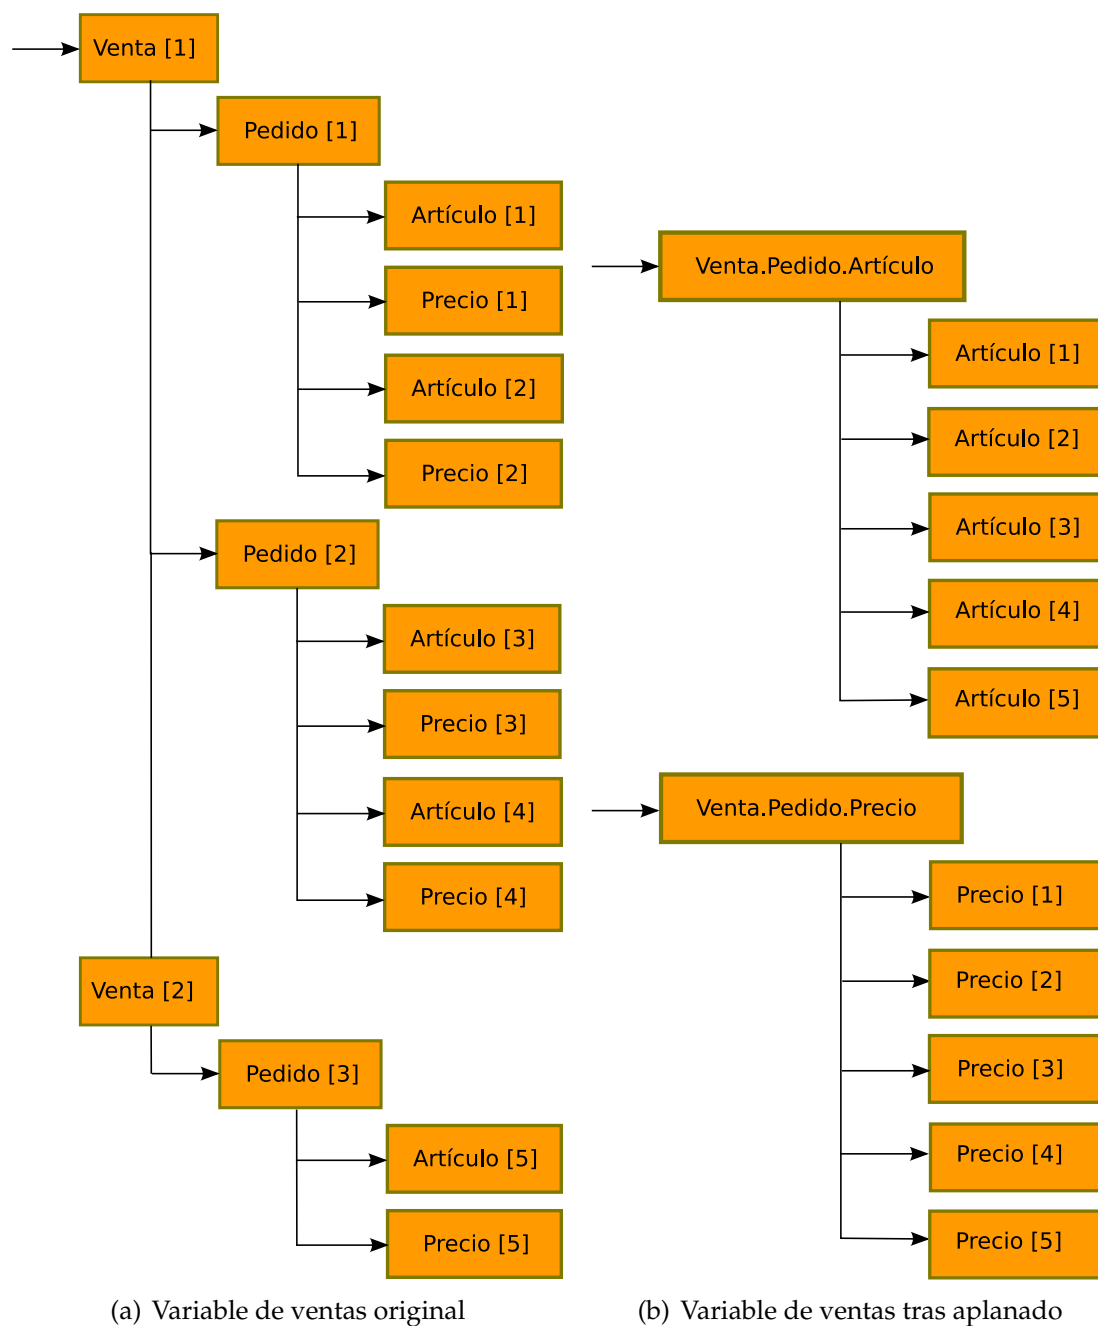 Venta [1]
Pedido [1]
Artículo [1]
Precio [1]
Artículo [2]
Precio [2]
Pedido [2]
Artículo [3]
Precio [3]
Artículo [4]
Precio [4]
Venta [2]
Pedido [3]
Artículo [5]
Precio [5]
(a) Variable de ventas original
Venta.Pedido.Artículo
Artículo [1]
Artículo [2]
Artículo [3]
Artículo [4]
Artículo [5]
Venta.Pedido.Precio
Precio [1]
Precio [2]
Precio [3]
Precio [4]
Precio [5]
(b) Variable de ventas tras aplanado